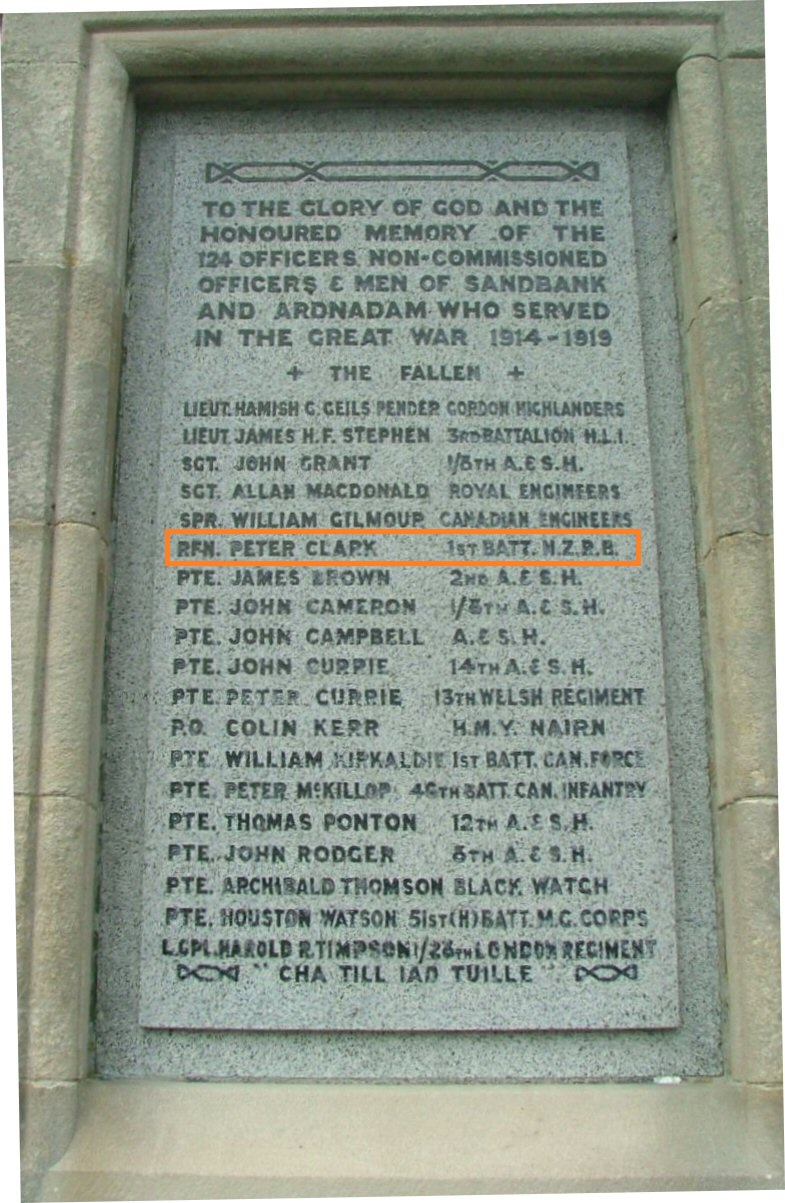 TO THE GLORY OF GOD AND THE
HONOURED MEMORY OF THE
124 OFFICERS NON-COMMISSIONED
OFFICERS & MEN OF SANDBANK
AND ARDNADAM WHO SERVED
IN THE GREAT WAR 1914-1919
+ THE FALLEN +
LIEUT. HAMISH C. GEILS PENDER GORDON HIGHLANDERS
LIEUT. JAMES H.F. STEPHEN 3RD BATTALION H.L.I.
SGT. JOHN GRANT 1/8TH A.& S.H.
SGT. ALLAN MACDONALD ROYAL ENGINEERS
SPR. WILLIAM GILMOUR CANADIAN ENGINEERS
RFN. PETER CLARK 1ST BATT. N.Z.R.B.
PTE. JAMES BROWN 2ND A.& S.H.
PTE. JOHN CAMERON 1/8TH A.& S.H.
PTE. JOHN CAMPBELL A.& S.H.
PTE. JOHN CURRIE 14TH A.& S.H.
PTE. PETER CURRIE 13TH WELSH REGIMENT
P.O. COLIN KERR H.M.Y. NAIRN
PTE. WILLIAM KIRKALDIE 1ST BATT. CAN. FORCE
PTE. PETER McKILLOP 46TH BATT. CAN. INFANTRY
PTE. THOMAS PONTON 12TH A.& S.H.
PTE. JOHN RODGER A.& S.H.
PTE. ARCHIBALD THOMSON BLACK WATCH
PTE. HOUSTON WATSON 51ST (H) BATT. M.G. CORPS
L.CPL. HAROLD R. TIMPSON LONDON REGIMENT
"CHA TILL IAD TUILLE"